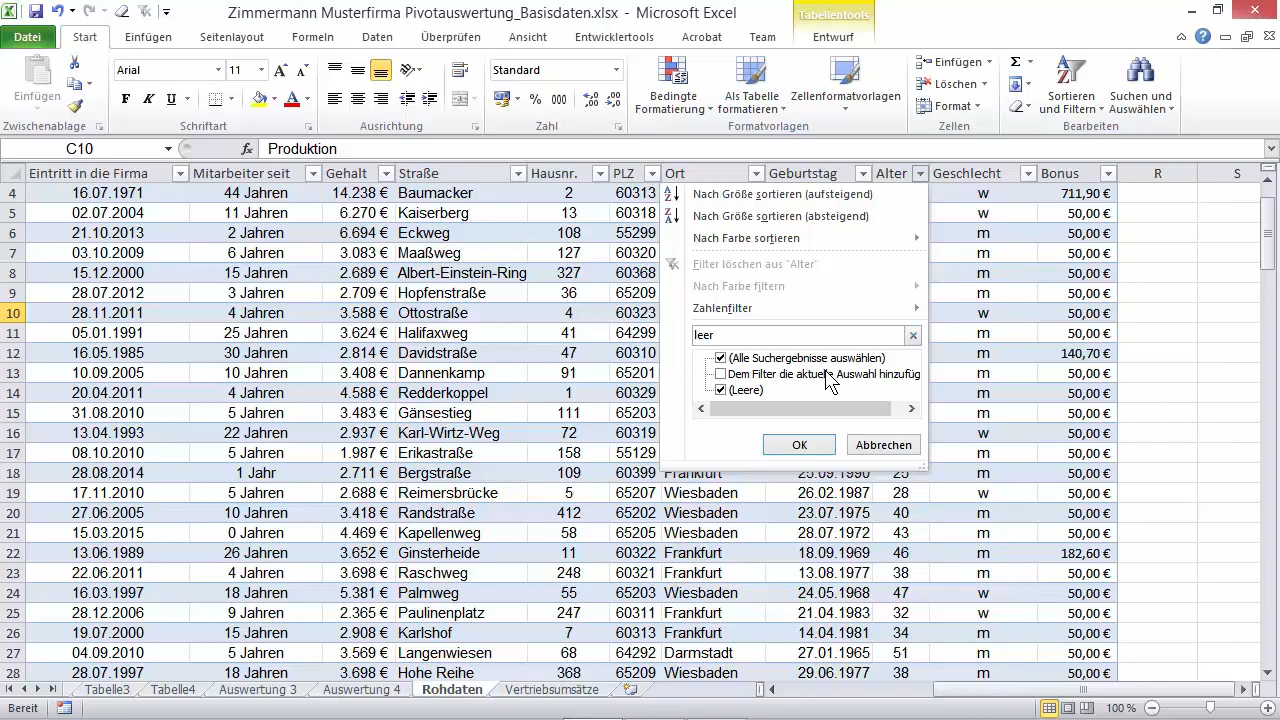 Zimmermann Musterfirma Pivotauswertung_Basisdaten.xlsx - Microsoft Excel
Tabellentools
Datei Start Einfügen Seitenlayout Formeln Daten Überprüfen Ansicht Entwicklertools Acrobat Team Entwurf
Einfügen
Arial 11 Standard
Bedingte Formatierung
Als Tabelle formatieren
Zellenformatvorlagen
Einfügen
Löschen
Format
Sortieren und Filtern
Suchen und Auswählen
Zwischenablage Schriftart Ausrichtung Zahl Formatvorlagen Zellen Bearbeiten
C10 fx Produktion
Eintritt in die Firma Mitarbeiter seit Gehalt Straße Hausnr. PLZ Ort Geburtstag Alter Geschlecht Bonus R S
4 16.07.1971 44 Jahren 14.238 € Baumacker 2 60313 w 711,90 €
5 02.07.2004 11 Jahren 6.270 € Kaiserberg 13 60318 m 50,00 €
6 21.10.2013 2 Jahren 6.694 € Eckweg 108 55299 w 50,00 €
7 03.10.2009 6 Jahren 3.083 € Maaßweg 127 60320 m 50,00 €
8 15.12.2000 15 Jahren 2.689 € Albert-Einstein-Ring 327 60368 m 50,00 €
9 28.07.2012 3 Jahren 2.709 € Hopfenstraße 36 65209 m 50,00 €
10 28.11.2011 4 Jahren 3.588 € Ottostraße 4 60323 w 50,00 €
11 05.01.1991 25 Jahren 3.624 € Halifaxweg 41 64299 m 50,00 €
12 16.05.1985 30 Jahren 2.814 € Davidstraße 47 60310 m 140,70 €
13 10.09.2005 10 Jahren 2.672 € Dannenkamp 91 65201 m 50,00 €
14 20.04.2011 4 Jahren 4.588 € Redderkoppel 1 60393 m 50,00 €
15 31.08.2010 5 Jahren 3.483 € Gänsestieg 111 65203 m 50,00 €
16 13.04.1993 22 Jahren 2.937 € Karl-Wirtz-Weg 72 60319 w 50,00 €
17 08.10.2010 5 Jahren 1.987 € Erikastraße 158 55129 m 50,00 €
18 28.08.2014 1 Jahr 2.711 € Bergstraße 109 60399 Frankfurt 25.09.1990 25 m 50,00 €
19 17.11.2010 5 Jahren 2.688 € Reimersbrücke 5 65207 Wiesbaden 26.02.1987 28 w 50,00 €
20 27.06.2005 10 Jahren 3.418 € Randstraße 412 65202 Wiesbaden 23.07.1975 40 m 50,00 €
21 15.03.2015 0 Jahren 4.469 € Kapellenweg 58 65205 Wiesbaden 28.07.1972 43 m 50,00 €
22 13.06.1989 26 Jahren 3.652 € Ginsterheide 11 60322 Frankfurt 18.09.1969 46 m 182,60 €
23 22.06.2011 4 Jahren 3.698 € Raschweg 248 60321 Frankfurt 13.08.1977 38 m 50,00 €
24 16.03.1997 18 Jahren 5.381 € Palmweg 55 65203 Wiesbaden 24.05.1968 47 w 50,00 €
25 28.12.2006 9 Jahren 2.365 € Paulinenplatz 247 60311 Frankfurt 21.04.1983 32 w 50,00 €
26 19.07.2000 15 Jahren 2.908 € Karlshof 7 60333 Frankfurt 14.04.1981 34 m 50,00 €
27 04.09.2010 5 Jahren 3.569 € Langenwiesen 68 64292 Darmstadt 27.01.1965 51 m 50,00 €
28 28.07.1997 18 Jahren 2.687 € Hohe Reihe 368 65209 Wiesbaden 29.06.1977 38 m 50,00 €
Nach Größe sortieren (aufsteigend)
Nach Größe sortieren (absteigend)
Nach Farbe sortieren
Filter löschen aus "Alter"
Nach Farbe filtern
Zahlenfilter
leer
(Alle Suchergebnisse auswählen)
Dem Filter die aktuelle Auswahl hinzufüg
(Leere)
OK Abbrechen
Tabelle3 Tabelle4 Auswertung 3 Auswertung 4 Rohdaten Vertriebsumsätze
Bereit 100 %